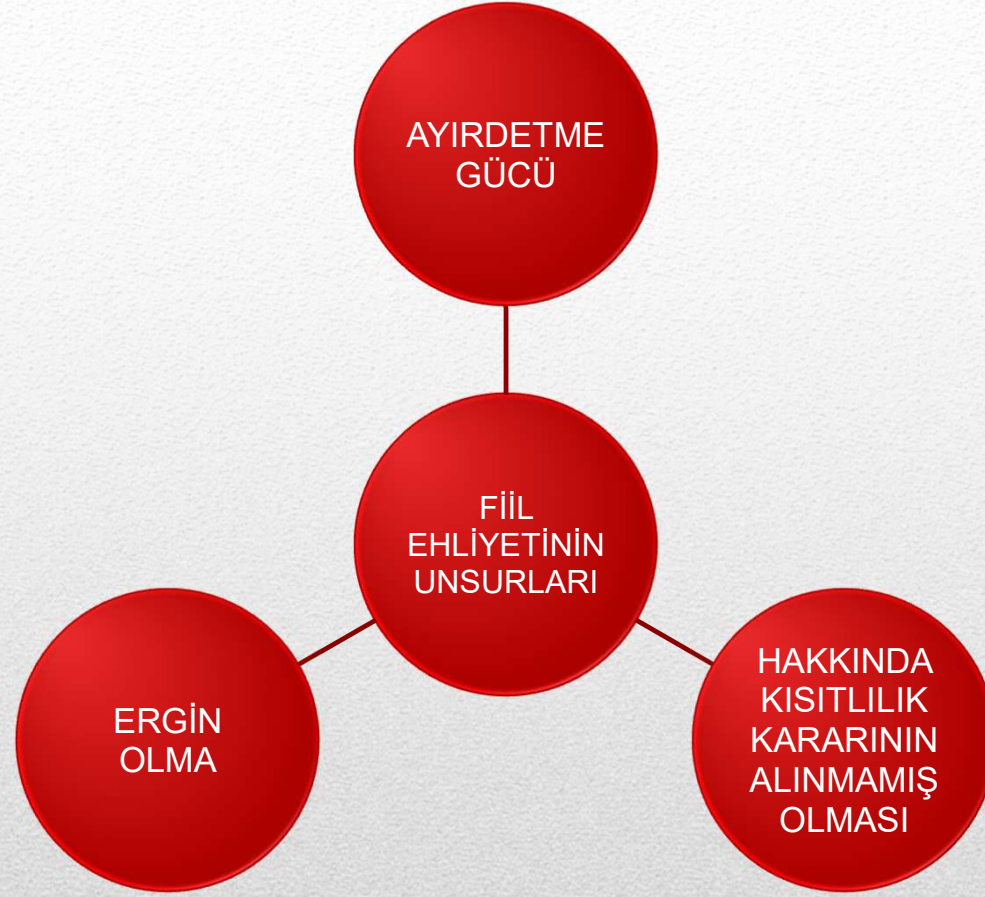 AYIRDETME
GÜCÜ
FİİL
EHLİYETİNİN
UNSURLARI
HAKKINDA
KISITLILIK
KARARININ
ALINMAMIŞ
OLMASI
ERGİN
OLMA